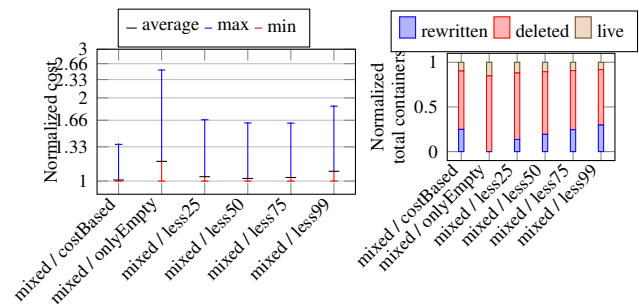 average max min
Normalized cost
3
2.66
2.33
2
1.66
1.33
1
mixed / costBased
mixed / onlyEmpty
mixed / less25
mixed / less50
mixed / less75
mixed / less99
rewritten deleted live
Normalized
total containers
1
0.5
0
mixed / costBased
mixed / onlyEmpty
mixed / less25
mixed / less50
mixed / less75
mixed / less99